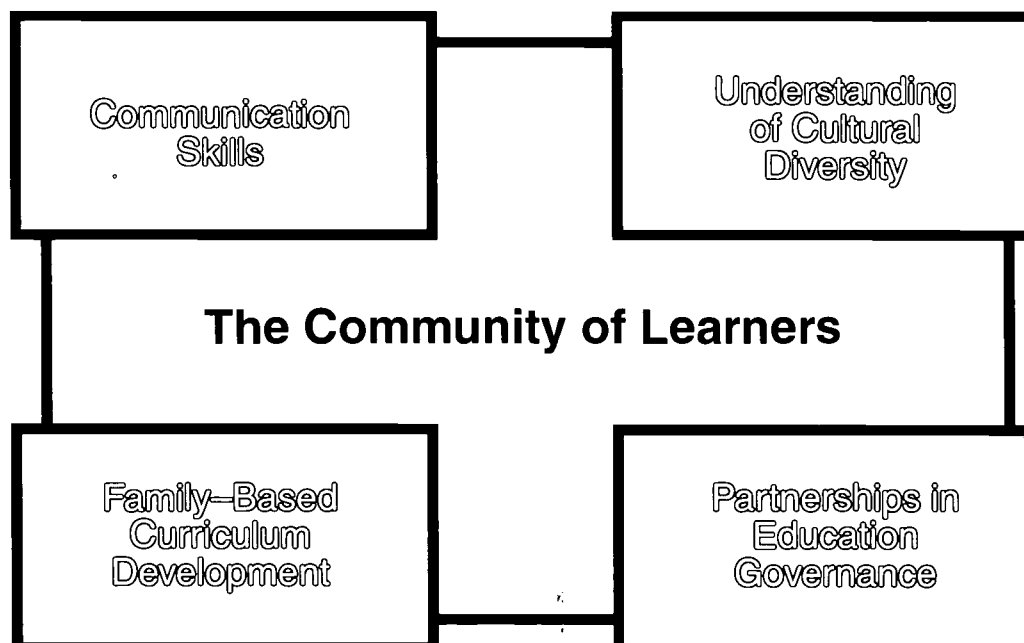 Communication
Skills
Understanding
of Cultural
Diversity
The Community of Learners
Family–Based
Curriculum
Development
Partnerships in
Education
Governance